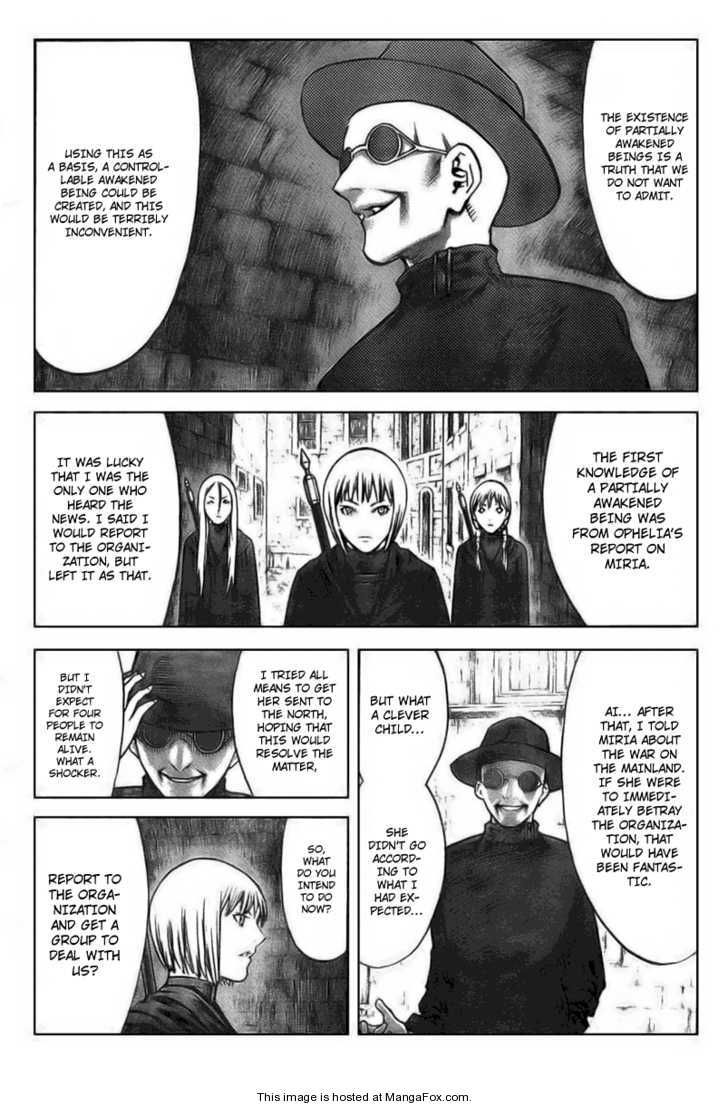 THE EXISTENCE
OF PARTIALLY
AWAKENED
BEINGS IS A
TRUTH THAT WE
DO NOT WANT
TO ADMIT.
USING THIS AS
A BASIS, A CONTROL-
LABLE AWAKENED
BEING COULD BE
CREATED, AND THIS
WOULD BE TERRIBLY
INCONVENIENT.
THE FIRST
KNOWLEDGE OF
A PARTIALLY
AWAKENED
BEING WAS
FROM OPHELIA'S
REPORT ON
MIRIA.
IT WAS LUCKY
THAT I WAS THE
ONLY ONE WHO
HEARD THE
NEWS. I SAID I
WOULD REPORT
TO THE ORGANI-
ZATION, BUT
LEFT IT AS THAT.
AI... AFTER
THAT, I TOLD
MIRIA ABOUT
THE WAR ON
THE MAINLAND.
IF SHE WERE
TO IMMEDI-
ATELY BETRAY
THE ORGANIZA-
TION, THAT
WOULD HAVE
BEEN FANTAS-
TIC.
BUT WHAT
A CLEVER
CHILD...
SHE
DIDN'T GO
ACCORD-
ING TO
WHAT I
HAD EX-
PECTED...
I TRIED ALL
MEANS TO GET
HER SENT TO
THE NORTH,
HOPING THAT
THIS WOULD
RESOLVE THE
MATTER,
BUT I
DIDN'T
EXPECT
FOR FOUR
PEOPLE TO
REMAIN
ALIVE.
WHAT A
SHOCKER.
SO,
WHAT
DO YOU
INTEND
TO DO
NOW?
REPORT TO
THE ORGA-
NIZATION
AND GET A
GROUP TO
DEAL WITH
US?
This image is hosted at MangaFox.com.